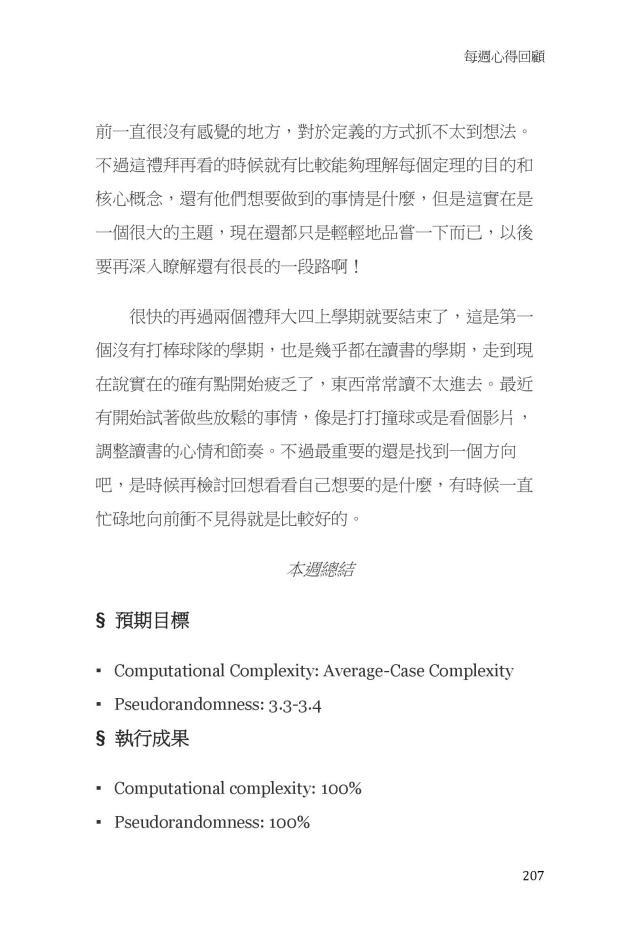 每週心得回顧
前一直很沒有感覺的地方，對於定義的方式抓不太到想法。
不過這禮拜再看的時候就有比較能夠理解每個定理的目的和
核心概念，還有他們想要做到的事情是什麼，但是這實在是
一個很大的主題，現在還都只是輕輕地品嘗一下而已，以後
要再深入瞭解還有很長的一段路啊！
很快的再過兩個禮拜大四上學期就要結束了，這是第一
個沒有打棒球隊的學期，也是幾乎都在讀書的學期，走到現
在說實在的確有點開始疲乏了，東西常常讀不太進去。最近
有開始試著做些放鬆的事情，像是打打撞球或是看個影片，
調整讀書的心情和節奏。不過最重要的還是找到一個方向
吧，是時候再檢討回想看看自己想要的是什麼，有時候一直
忙碌地向前衝不見得就是比較好的。
本週總結
§ 預期目標
▪ Computational Complexity: Average-Case Complexity
▪ Pseudorandomness: 3.3-3.4
§ 執行成果
▪ Computational complexity: 100%
▪ Pseudorandomness: 100%
207